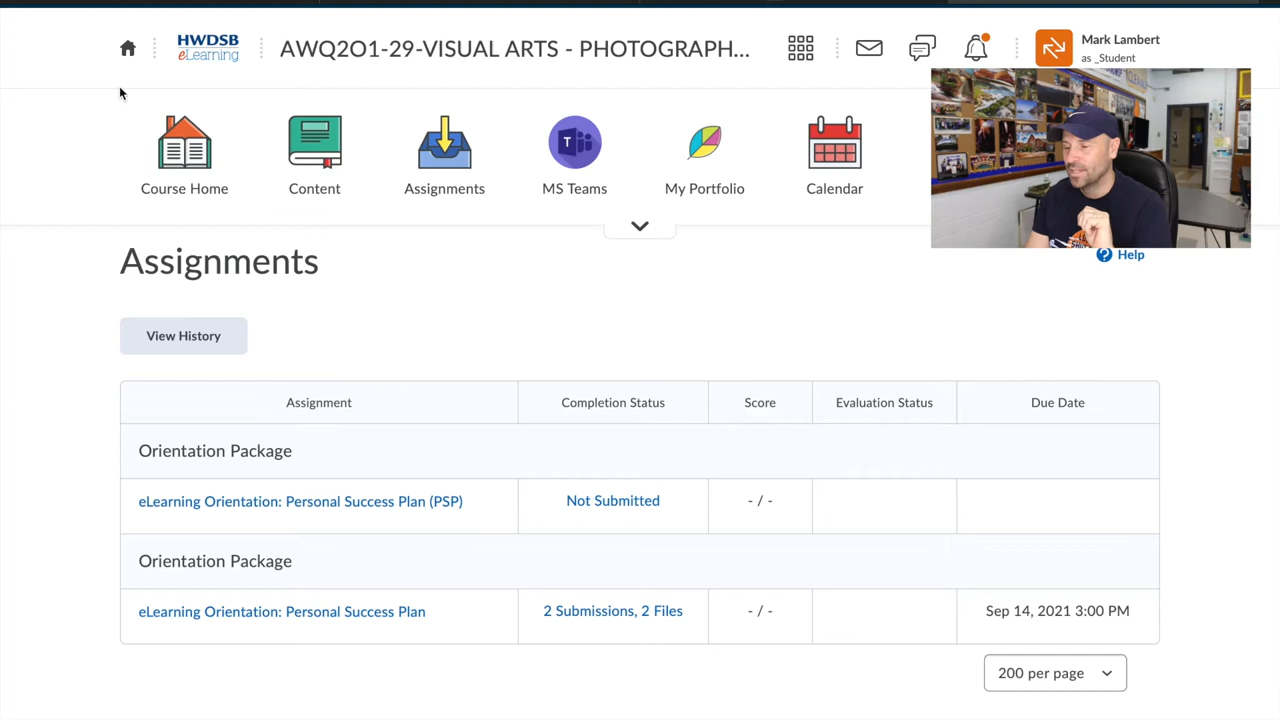 HWDSB
eLearning
AWQ2O1-29-VISUAL ARTS - PHOTOGRAPH...
Mark Lambert
as _Student
Course Home
Content
Assignments
MS Teams
My Portfolio
Calendar
Assignments
Help
View History
Assignment Completion Status Score Evaluation Status Due Date
Orientation Package
eLearning Orientation: Personal Success Plan (PSP) Not Submitted - / -
Orientation Package
eLearning Orientation: Personal Success Plan 2 Submissions, 2 Files - / - Sep 14, 2021 3:00 PM
200 per page